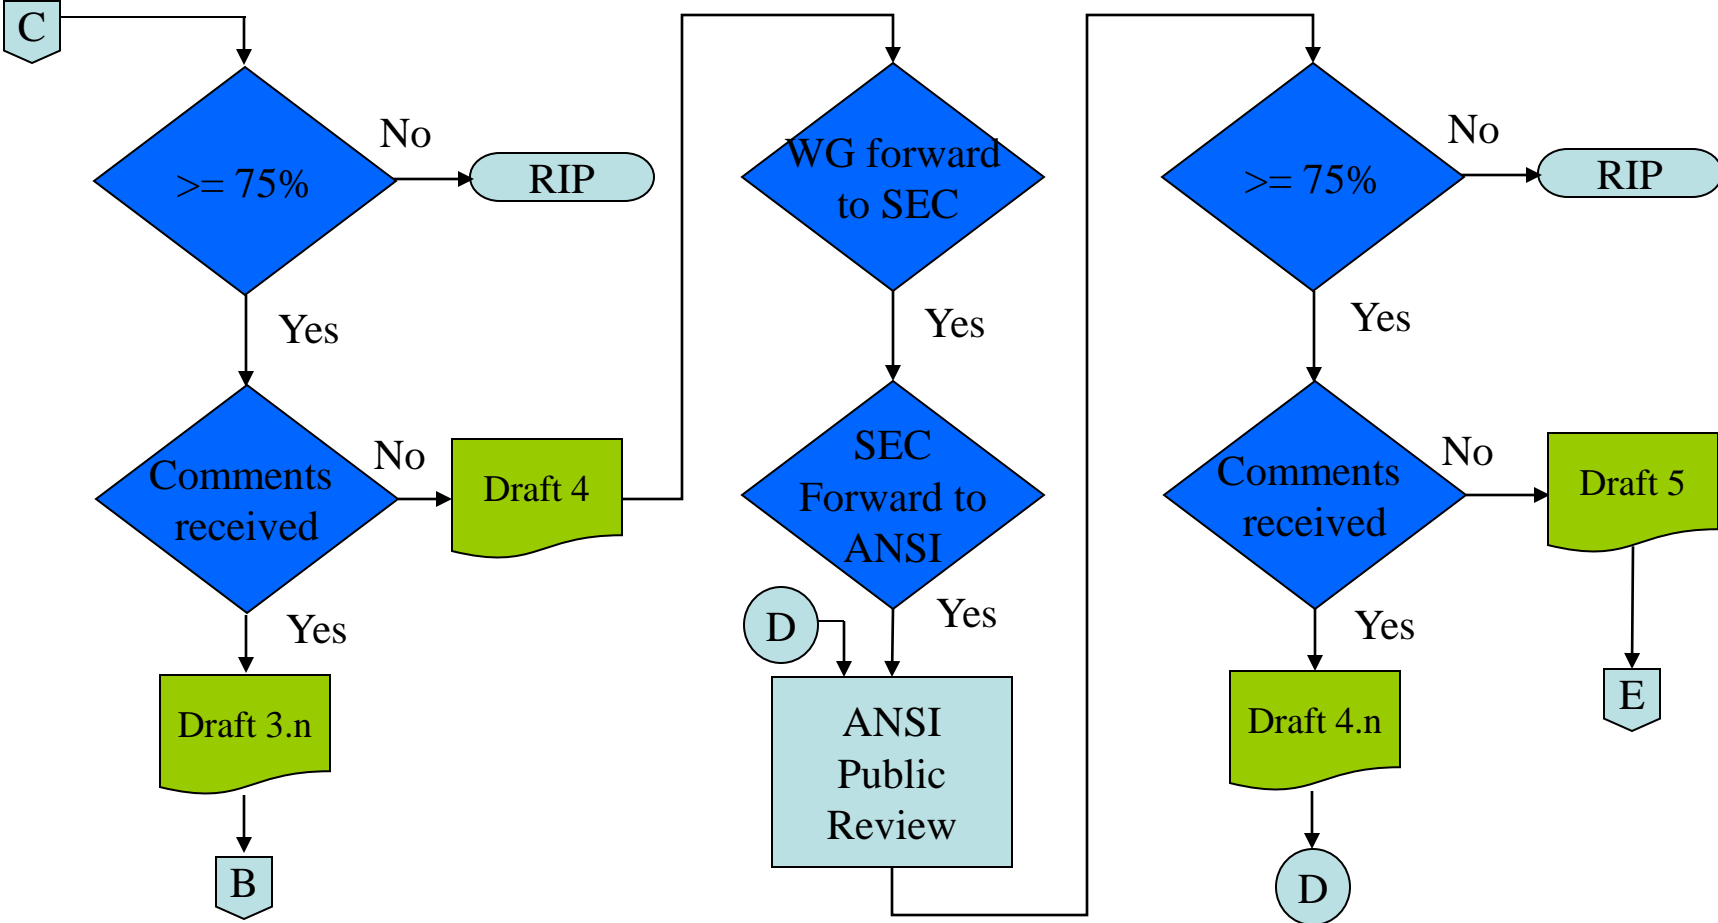 C
>= 75%
No
RIP
Yes
Comments
received
No
Draft 4
Yes
Draft 3.n
B
WG forward
to SEC
Yes
SEC
Forward to
ANSI
Yes
D
ANSI
Public
Review
>= 75%
No
RIP
Yes
Comments
received
No
Draft 5
E
Yes
Draft 4.n
D